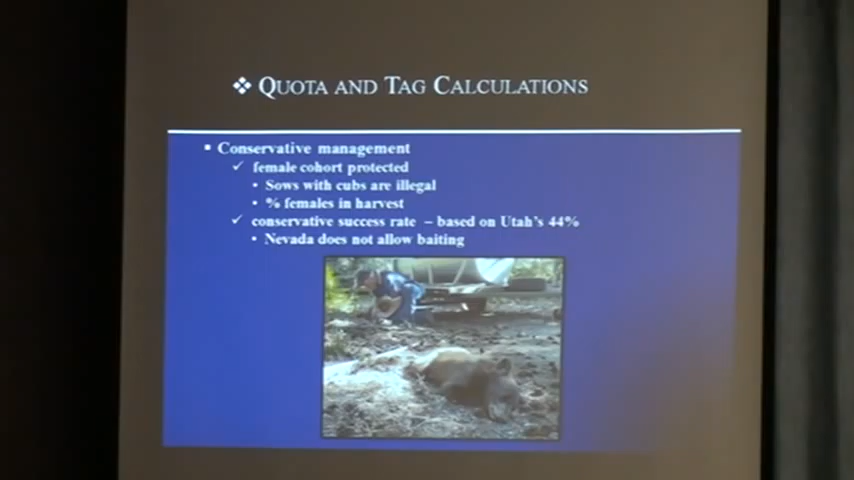 ❖ QUOTA AND TAG CALCULATIONS
▪ Conservative management
✓ female cohort protected
• Sows with cubs are illegal
• % females in harvest
✓ conservative success rate – based on Utah's 44%
• Nevada does not allow baiting